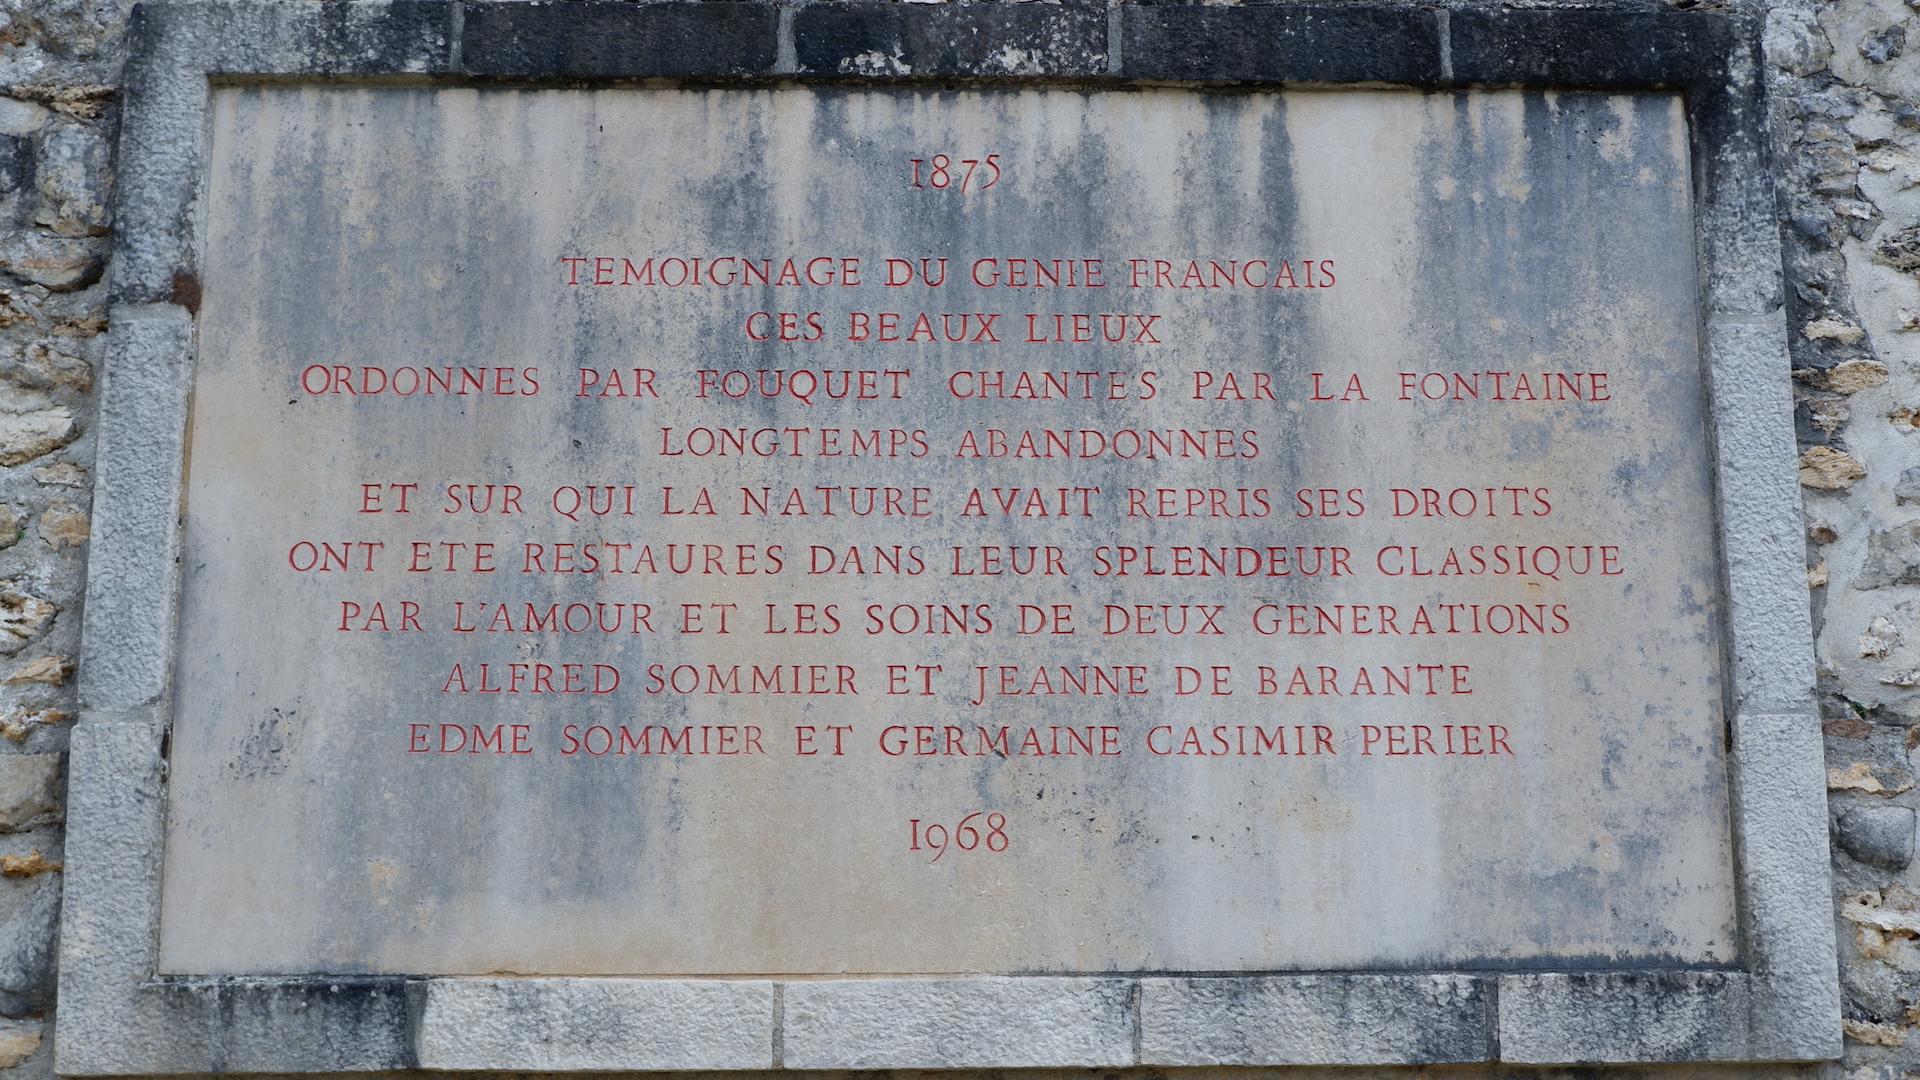 1875
TEMOIGNAGE DU GENIE FRANCAIS
CES BEAUX LIEUX
ORDONNES PAR FOUQUET CHANTES PAR LA FONTAINE
LONGTEMPS ABANDONNES
ET SUR QUI LA NATURE AVAIT REPRIS SES DROITS
ONT ETE RESTAURES DANS LEUR SPLENDEUR CLASSIQUE
PAR L'AMOUR ET LES SOINS DE DEUX GENERATIONS
ALFRED SOMMIER ET JEANNE DE BARANTE
EDME SOMMIER ET GERMAINE CASIMIR PERIER
1968